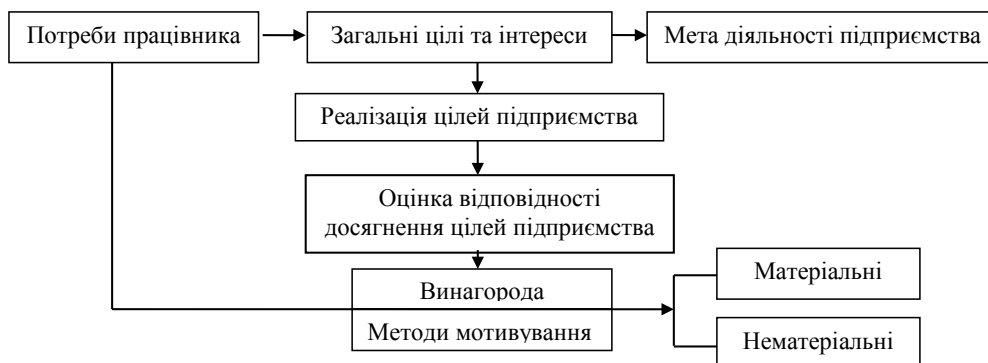 Потреби працівника
Загальні цілі та інтереси
Мета діяльності підприємства
Реалізація цілей підприємства
Оцінка відповідності
досягнення цілей підприємства
Винагорода
Методи мотивування
Матеріальні
Нематеріальні